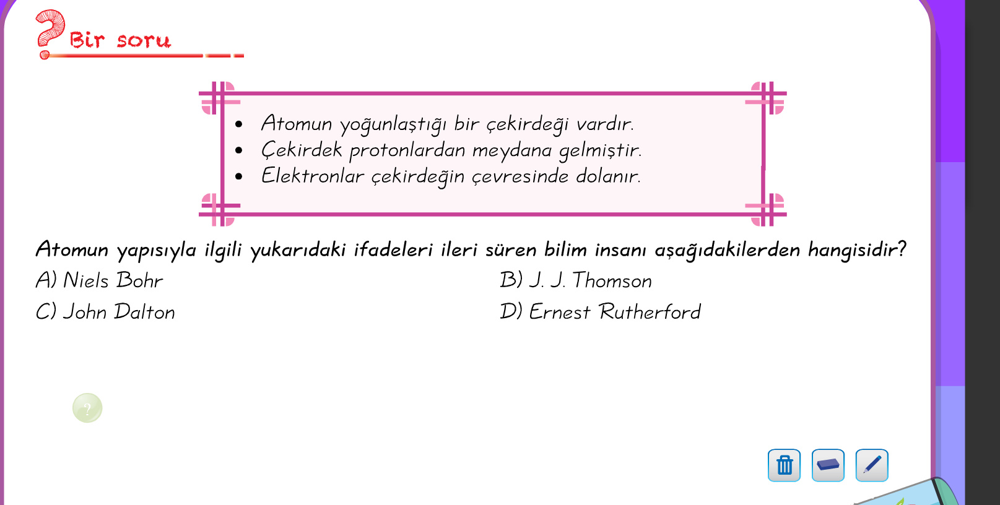 ?
Bir soru
• Atomun yoğunlaştığı bir çekirdeği vardır.
• Çekirdek protonlardan meydana gelmiştir.
• Elektronlar çekirdeğin çevresinde dolanır.
Atomun yapısıyla ilgili yukarıdaki ifadeleri ileri süren bilim insanı aşağıdakilerden hangisidir?
A) Niels Bohr B) J. J. Thomson
C) John Dalton D) Ernest Rutherford
?